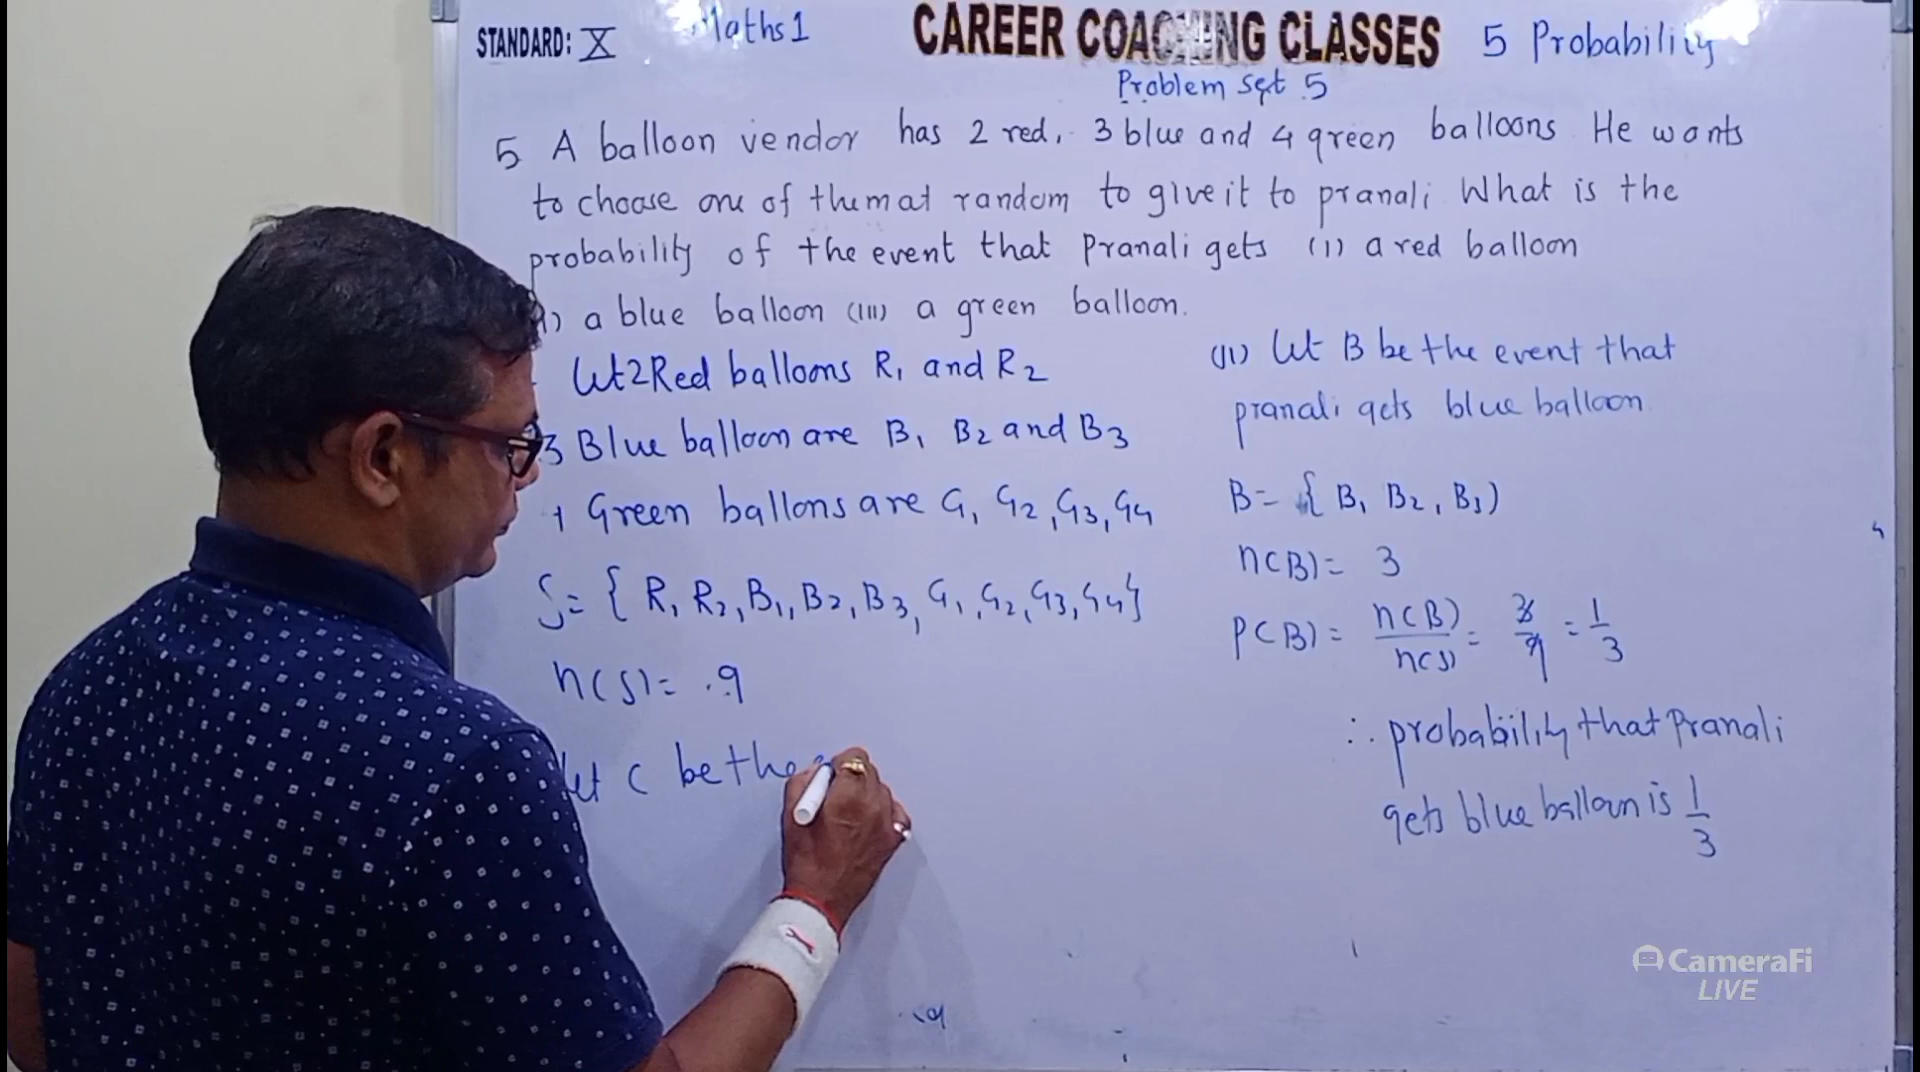 STANDARD: X
Maths 1
CAREER COACHING CLASSES
5 Probability
Problem Set 5
5 A balloon vendor has 2 red, 3 blue and 4 green balloons He wants
to choose one of them at random to give it to pranali What is the
probability of the event that Pranali gets (i) a red balloon
i) a blue balloon (iii) a green balloon.
Let 2 Red balloons R1 and R2
3 Blue balloon are B1 B2 and B3
4 Green ballons are G1 G2, G3, G4
S = { R1 R2, B1, B2, B3, G1, G2, G3, G4}
n(S) = 9
let C be the
(ii) Let B be the event that
pranali gets blue balloon
B = { B1 B2, B3)
n(B) = 3
P(B) = n(B)/n(S) = 3/9 = 1/3
∴ probability that Pranali
gets blue balloon is 1/3
CameraFi
LIVE